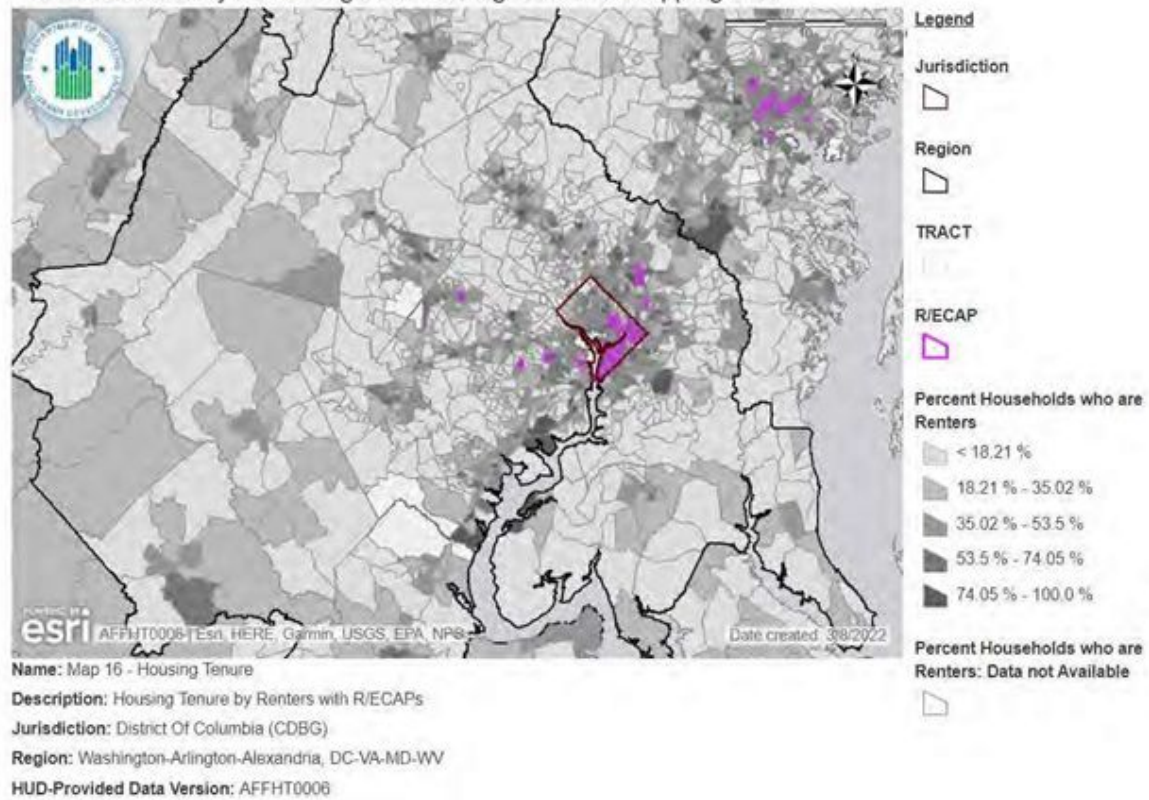 Legend
Jurisdiction
Region
TRACT
R/ECAP
Percent Households who are
Renters
< 18.21 %
18.21 % - 35.02 %
35.02 % - 53.5 %
53.5 % - 74.05 %
74.05 % - 100.0 %
Percent Households who are
Renters: Data not Available
POWERED BY
esri
AFFHT0006 | Esri, HERE, Garmin, USGS, EPA, NPS
Date created: 3/8/2022
Name: Map 16 - Housing Tenure
Description: Housing Tenure by Renters with R/ECAPs
Jurisdiction: District Of Columbia (CDBG)
Region: Washington-Arlington-Alexandria, DC-VA-MD-WV
HUD-Provided Data Version: AFFHT0006